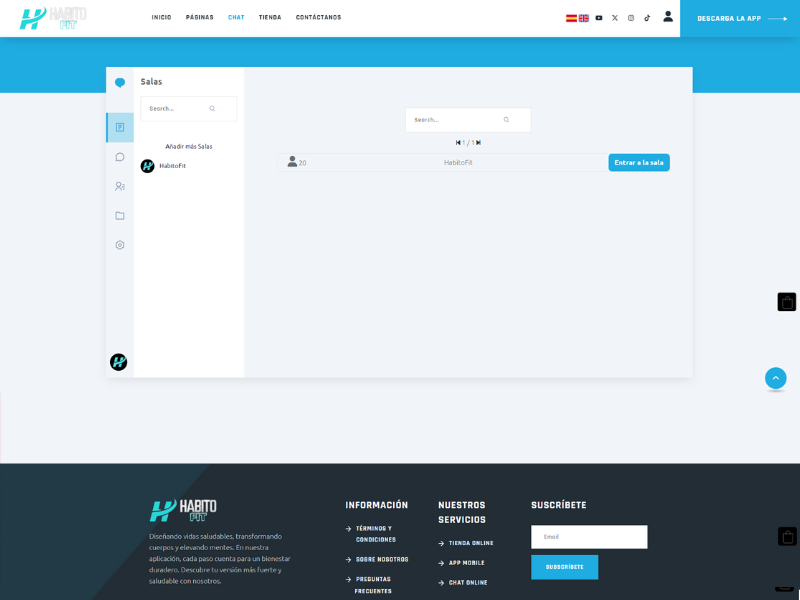 HABITO
FIT
INICIO PÁGINAS CHAT TIENDA CONTÁCTANOS
DESCARGA LA APP
Salas
Search...
Añadir más Salas
HabitoFit
Search...
1 / 1
20 HabitoFit Entrar a la sala
HABITO
FIT
Diseñando vidas saludables, transformando
cuerpos y elevando mentes. En nuestra
aplicación, cada paso cuenta para un bienestar
duradero. Descubre tu versión más fuerte y
saludable con nosotros.
INFORMACIÓN
TÉRMINOS Y
CONDICIONES
SOBRE NOSOTROS
PREGUNTAS
FRECUENTES
NUESTROS
SERVICIOS
TIENDA ONLINE
APP MOBILE
CHAT ONLINE
SUSCRÍBETE
Email
SUBSCRÍBETE